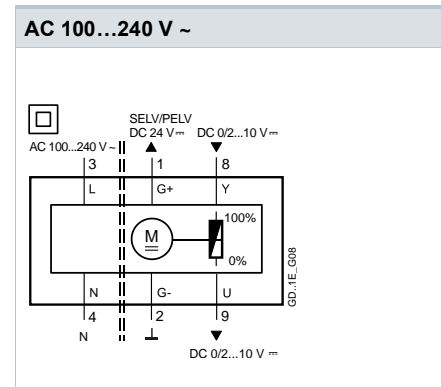 AC 100…240 V ~
SELV/PELV
DC 24 V⎓ DC 0/2...10 V⎓
AC 100...240 V~
3 1 8
L G+ Y
100%
M
0%
N G- U
4 2 9
N
DC 0/2...10 V ⎓
GD..1E_G08